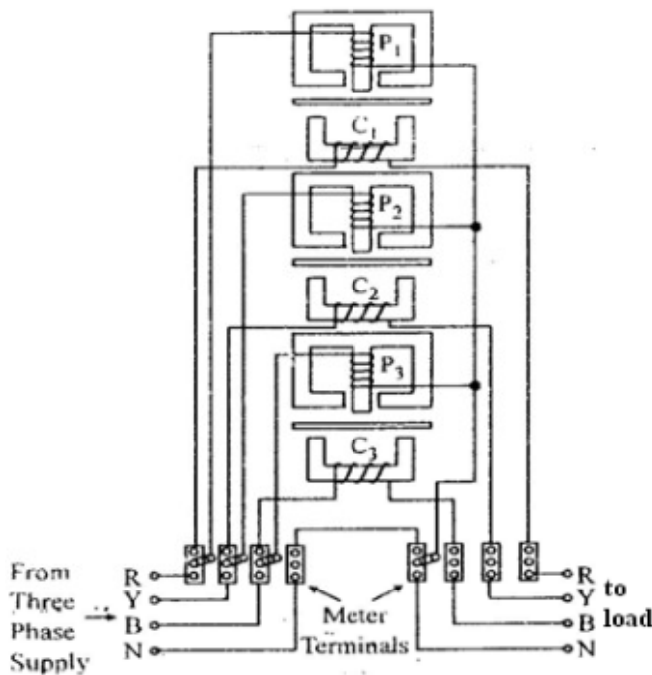 P1
C1
P2
C2
P3
C3
From
Three
Phase
Supply
R
Y
B
N
Meter
Terminals
R
Y
B
N
to
load